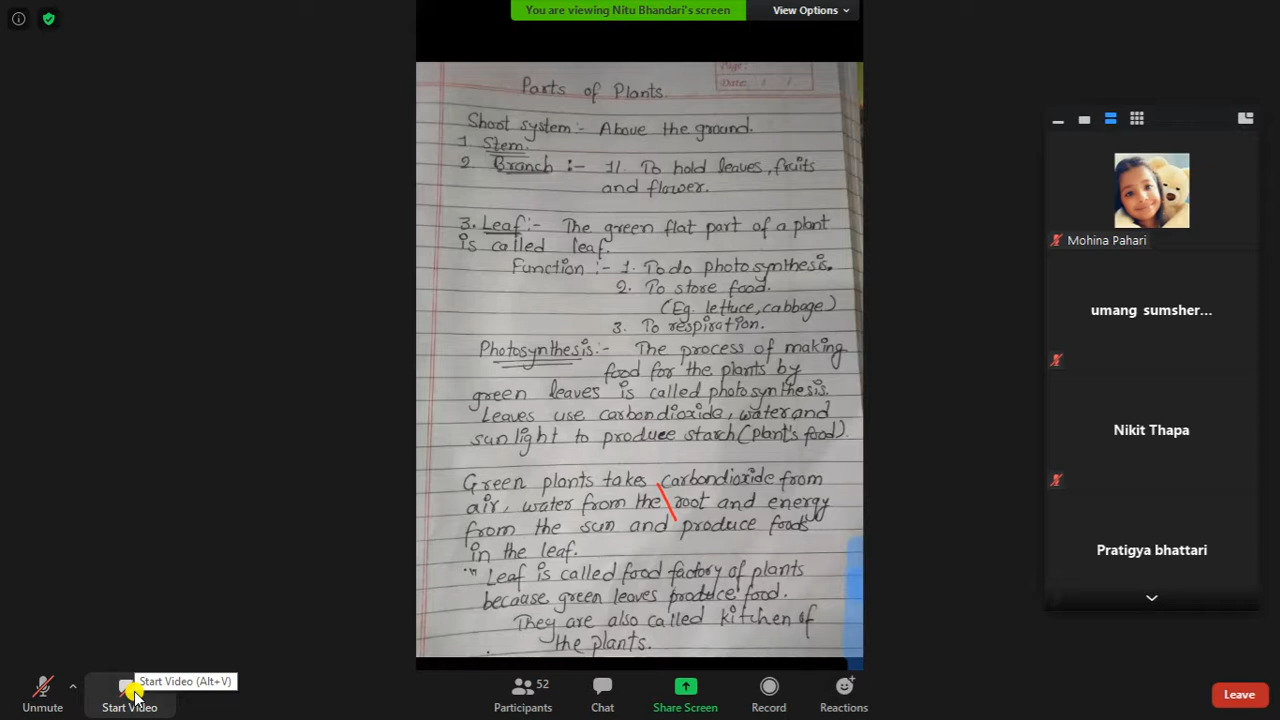 You are viewing Nitu Bhandari's screen
View Options
Page:
Date: / /
Parts of Plants.
Shoot system:- Above the ground.
1 Stem.
2 Branch :- 1/. To hold leaves, fruits
and flower.
3. Leaf:- The green flat part of a plant
is called leaf.
Function :- 1. To do photosynthesis.
2. To store food.
(Eg. lettuce, cabbage)
3. To respiration.
Photosynthesis:- The process of making
food for the plants by
green leaves is called photosynthesis.
Leaves use carbondioxide, water and
sunlight to produce starch (plant's food).
Green plants takes carbondioxide from
air, water from the root and energy
from the sun and produce foods
in the leaf.
Leaf is called food factory of plants
because green leaves produce food.
They are also called kitchen of
the plants.
Mohina Pahari
umang sumsher...
Nikit Thapa
Pratigya bhattari
Start Video (Alt+V)
Unmute
Start Video
52
Participants
Chat
Share Screen
Record
Reactions
Leave